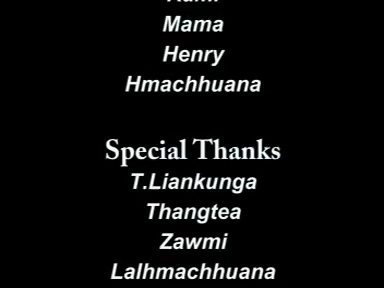 Mama
Henry
Hmachhuana
Special Thanks
T.Liankunga
Thangtea
Zawmi
Lalhmachhuana